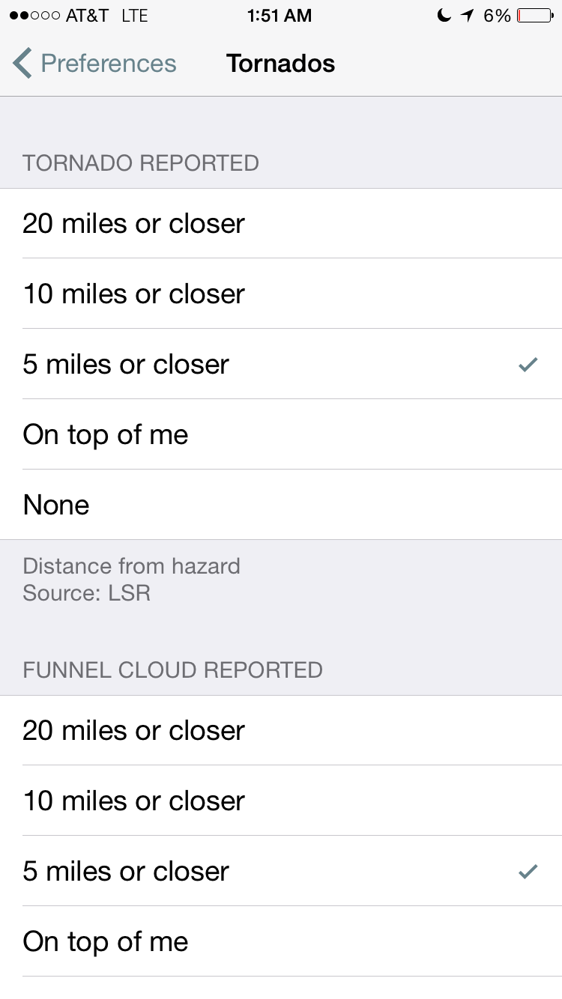 AT&T LTE 1:51 AM 6%
Preferences Tornados
TORNADO REPORTED
20 miles or closer
10 miles or closer
5 miles or closer
On top of me
None
Distance from hazard
Source: LSR
FUNNEL CLOUD REPORTED
20 miles or closer
10 miles or closer
5 miles or closer
On top of me